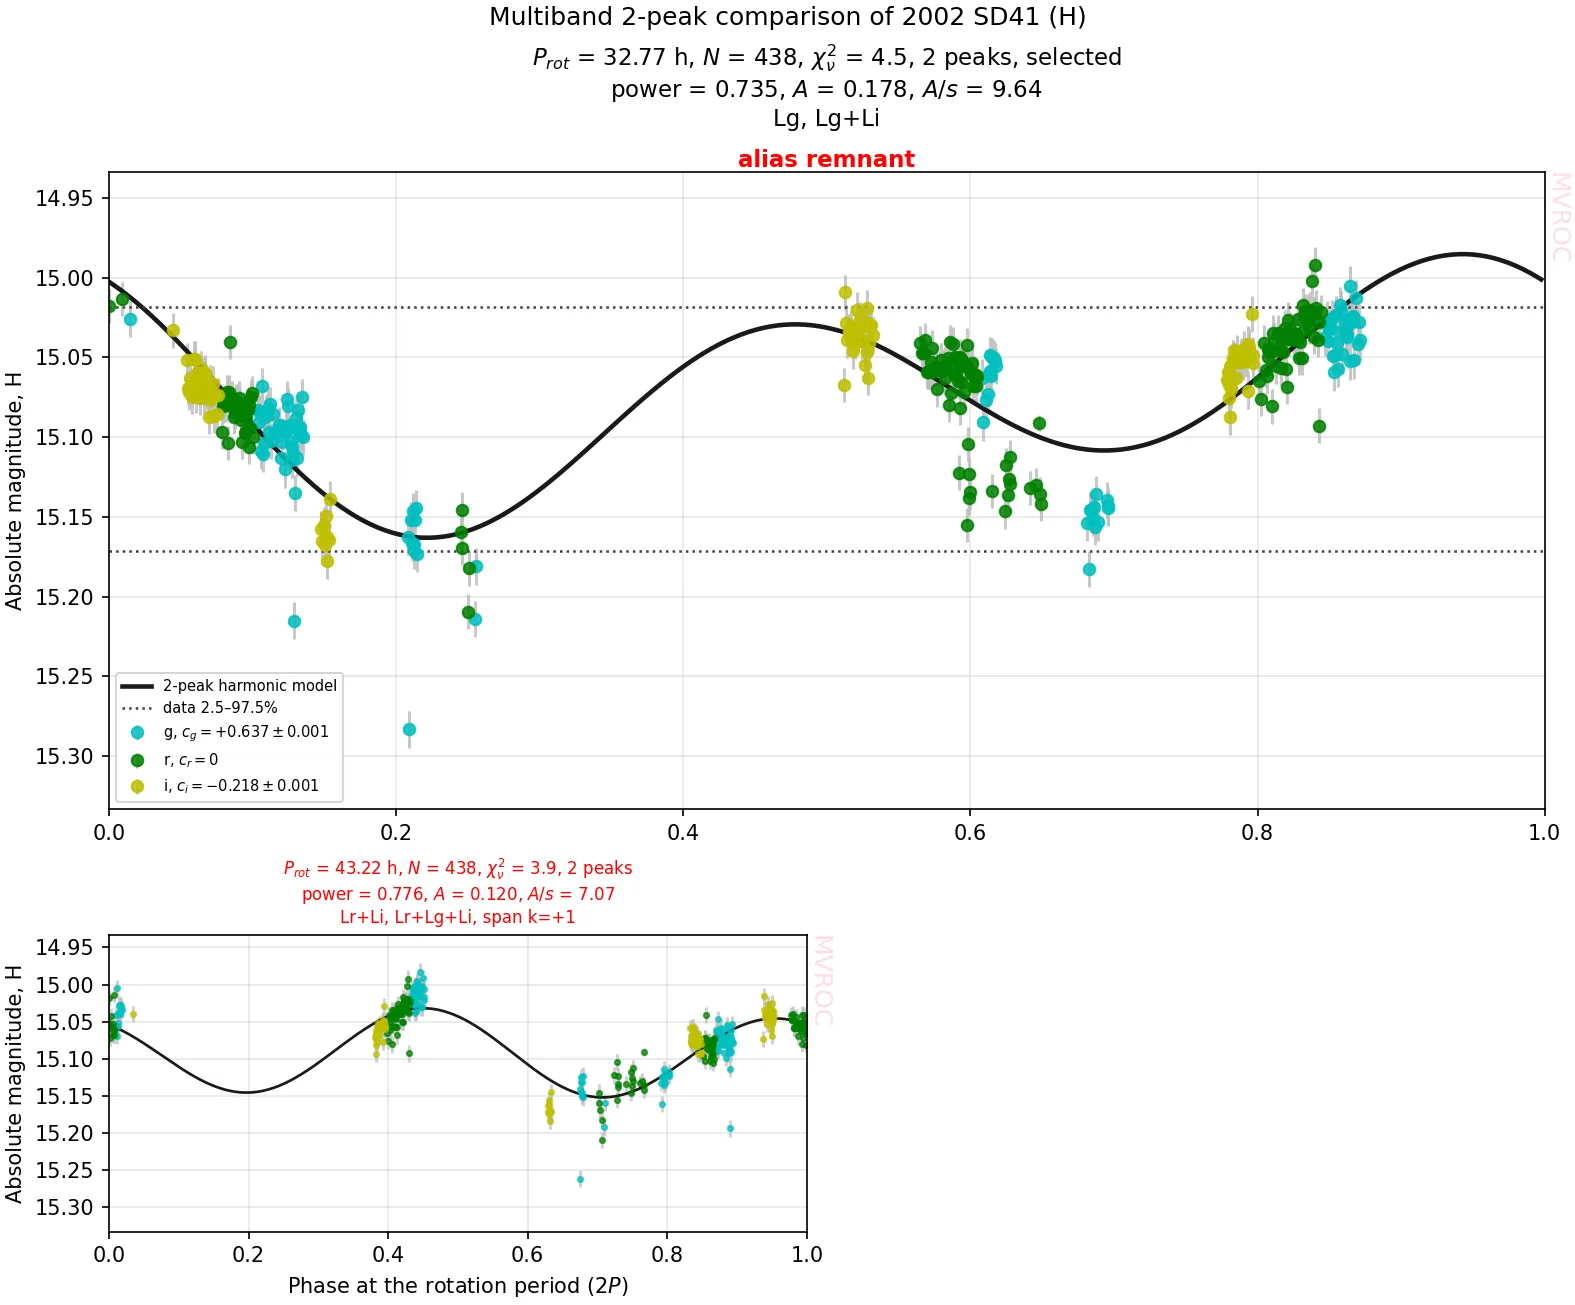 Multiband 2-peak comparison of 2002 SD41 (H)
P_rot = 32.77 h, N = 438, χ²_ν = 4.5, 2 peaks, selected
power = 0.735, A = 0.178, A/s = 9.64
Lg, Lg+Li
alias remnant
MVROC
Absolute magnitude, H
14.95
15.00
15.05
15.10
15.15
15.20
15.25
15.30
2-peak harmonic model
data 2.5–97.5%
g, c_g = +0.637 ± 0.001
r, c_r = 0
i, c_i = −0.218 ± 0.001
0.0 0.2 0.4 0.6 0.8 1.0
P_rot = 43.22 h, N = 438, χ²_ν = 3.9, 2 peaks
power = 0.776, A = 0.120, A/s = 7.07
Lr+Li, Lr+Lg+Li, span k=+1
MVROC
Absolute magnitude, H
14.95
15.00
15.05
15.10
15.15
15.20
15.25
15.30
0.0 0.2 0.4 0.6 0.8 1.0
Phase at the rotation period (2P)